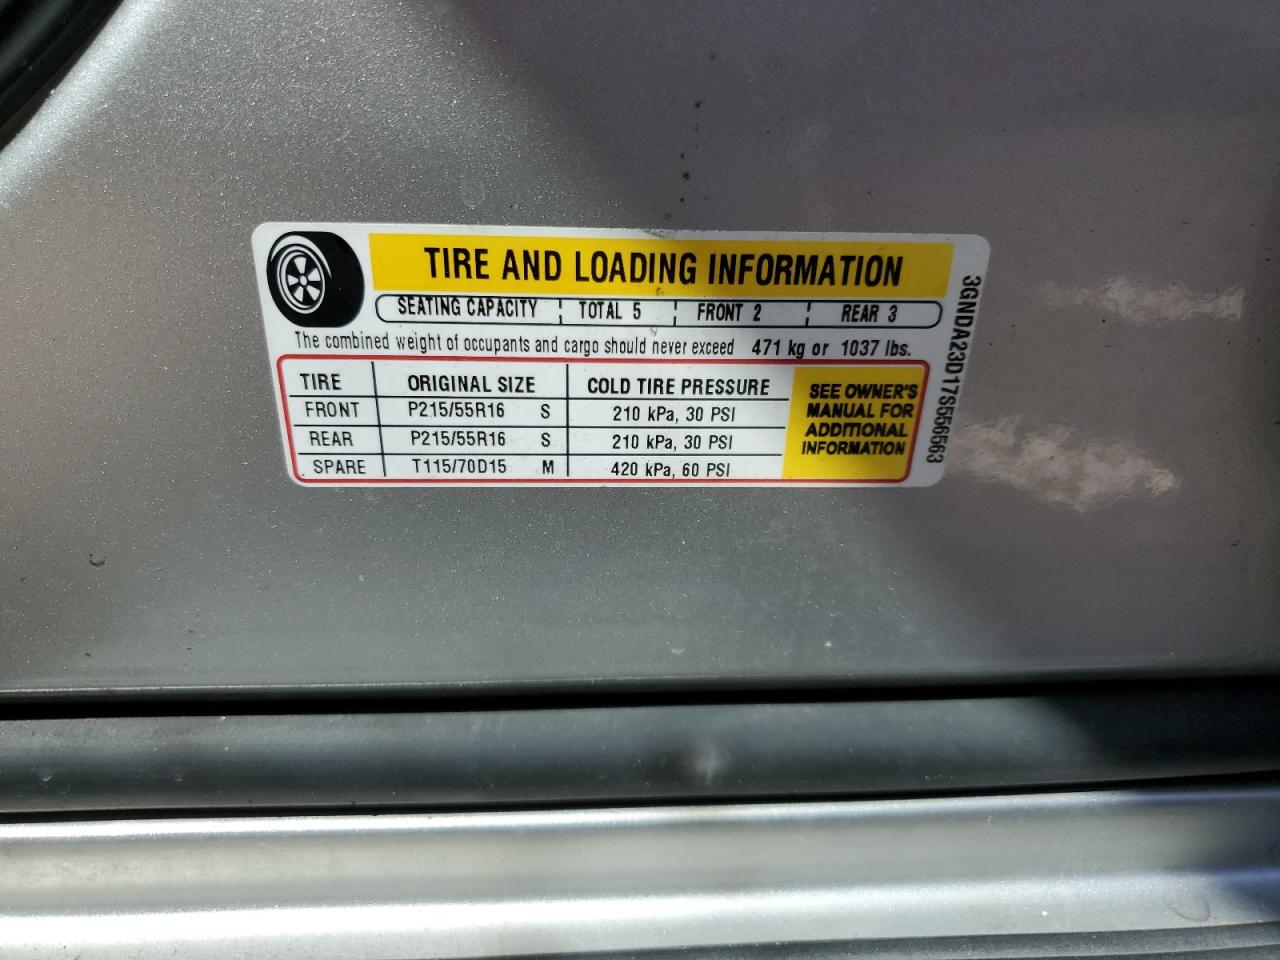 TIRE AND LOADING INFORMATION
SEATING CAPACITY TOTAL 5 FRONT 2 REAR 3
The combined weight of occupants and cargo should never exceed 471 kg or 1037 lbs.
TIRE ORIGINAL SIZE COLD TIRE PRESSURE
FRONT P215/55R16 S 210 kPa, 30 PSI
REAR P215/55R16 S 210 kPa, 30 PSI
SPARE T115/70D15 M 420 kPa, 60 PSI
SEE OWNER'S
MANUAL FOR
ADDITIONAL
INFORMATION
3GNDA23D17S556563